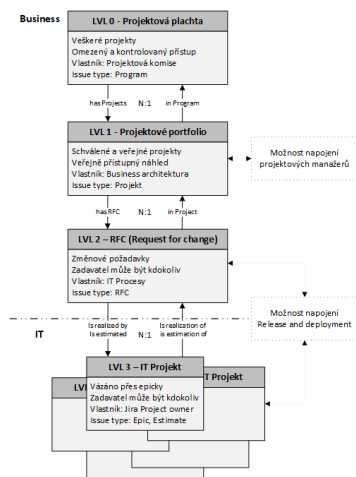 Business
LVL 0 - Projektová plachta
Veškeré projekty
Omezený a kontrolovaný přístup
Vlastník: Projektová komise
Issue type: Program
has Projects N:1 in Program
LVL 1 - Projektové portfolio
Schválené a veřejné projekty
Veřejně přístupný náhled
Vlastník: Business architektura
Issue type: Projekt
Možnost napojení
projektových manažerů
has RFC N:1 in Project
LVL 2 – RFC (Request for change)
Změnové požadavky
Zadavatel může být kdokoliv
Vlastník: IT Procesy
Issue type: RFC
Možnost napojení
Release and deployment
IT
Is realized by
Is estimated
N:1
Is realization of
is estimation of
LVL 3 – IT Projekt
Vázáno přes epicky
Zadavatel může být kdokoliv
Vlastník: Jira Project owner
Issue type: Epic, Estimate
LVL
T Projekt